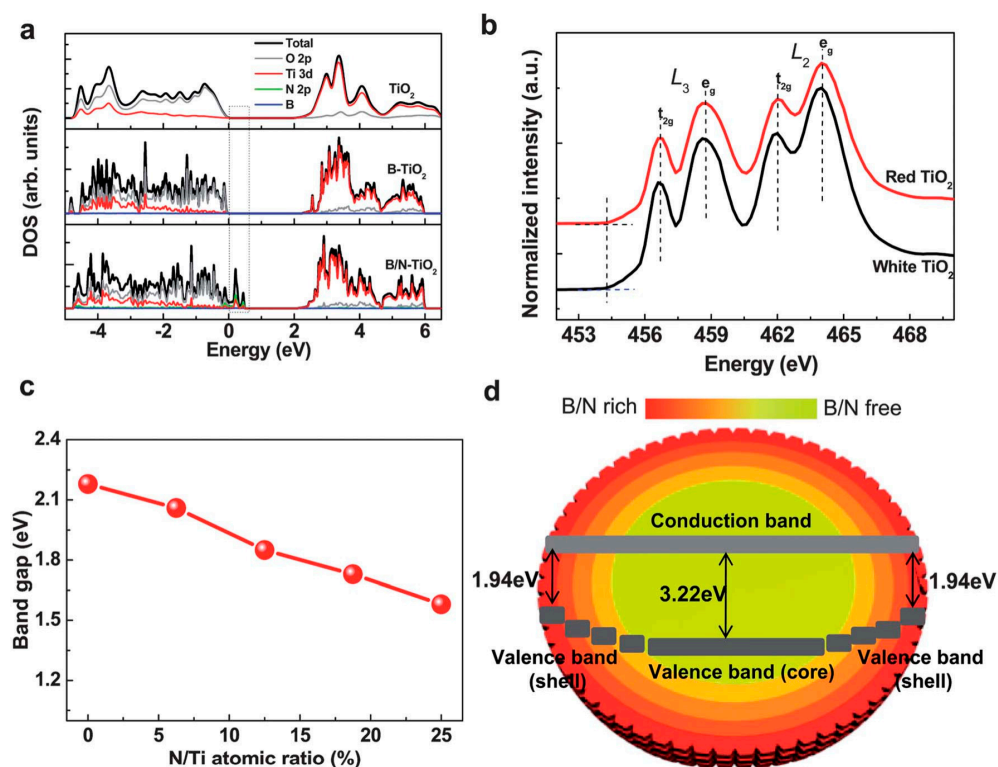 a
Total
O 2p
Ti 3d
N 2p
B
TiO2
B-TiO2
B/N-TiO2
DOS (arb. units)
-4 -2 0 2 4 6
Energy (eV)
b
L3
L2
t2g
eg
t2g
eg
Red TiO2
White TiO2
Normalized intensity (a.u.)
453 456 459 462 465 468
Energy (eV)
c
2.4
2.1
1.8
1.5
1.2
Band gap (eV)
0 5 10 15 20 25
N/Ti atomic ratio (%)
d
B/N rich
B/N free
Conduction band
1.94eV
3.22eV
1.94eV
Valence band
(shell)
Valence band (core)
Valence band
(shell)